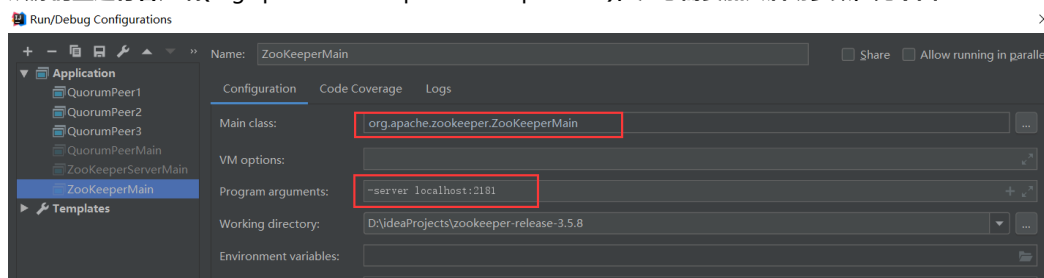 Run/Debug Configurations
Name: ZooKeeperMain Share Allow running in paralle
Application
QuorumPeer1
QuorumPeer2
QuorumPeer3
QuorumPeerMain
ZooKeeperServerMain
ZooKeeperMain
Templates
Configuration Code Coverage Logs
Main class: org.apache.zookeeper.ZooKeeperMain ...
VM options:
Program arguments: -server localhost:2181
Working directory: D:\ideaProjects\zookeeper-release-3.5.8 ...
Environment variables: